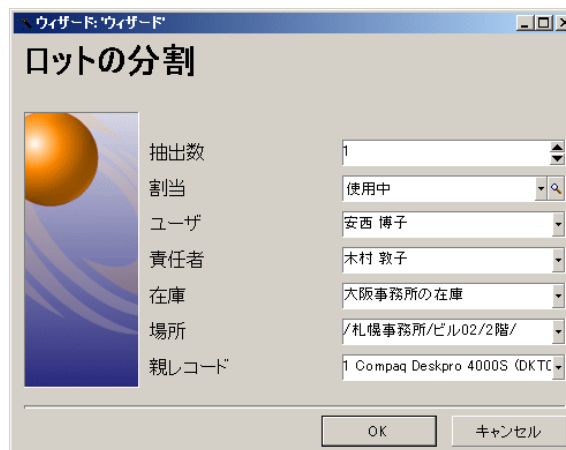 ウィザード: 'ウィザード'
ロットの分割
抽出数 1
割当 使用中
ユーザ 安西 博子
責任者 木村 敦子
在庫 大阪事務所の在庫
場所 /札幌事務所/ビル02/2階/
親レコード 1 Compaq Deskpro 4000S (DKTC
OK キャンセル